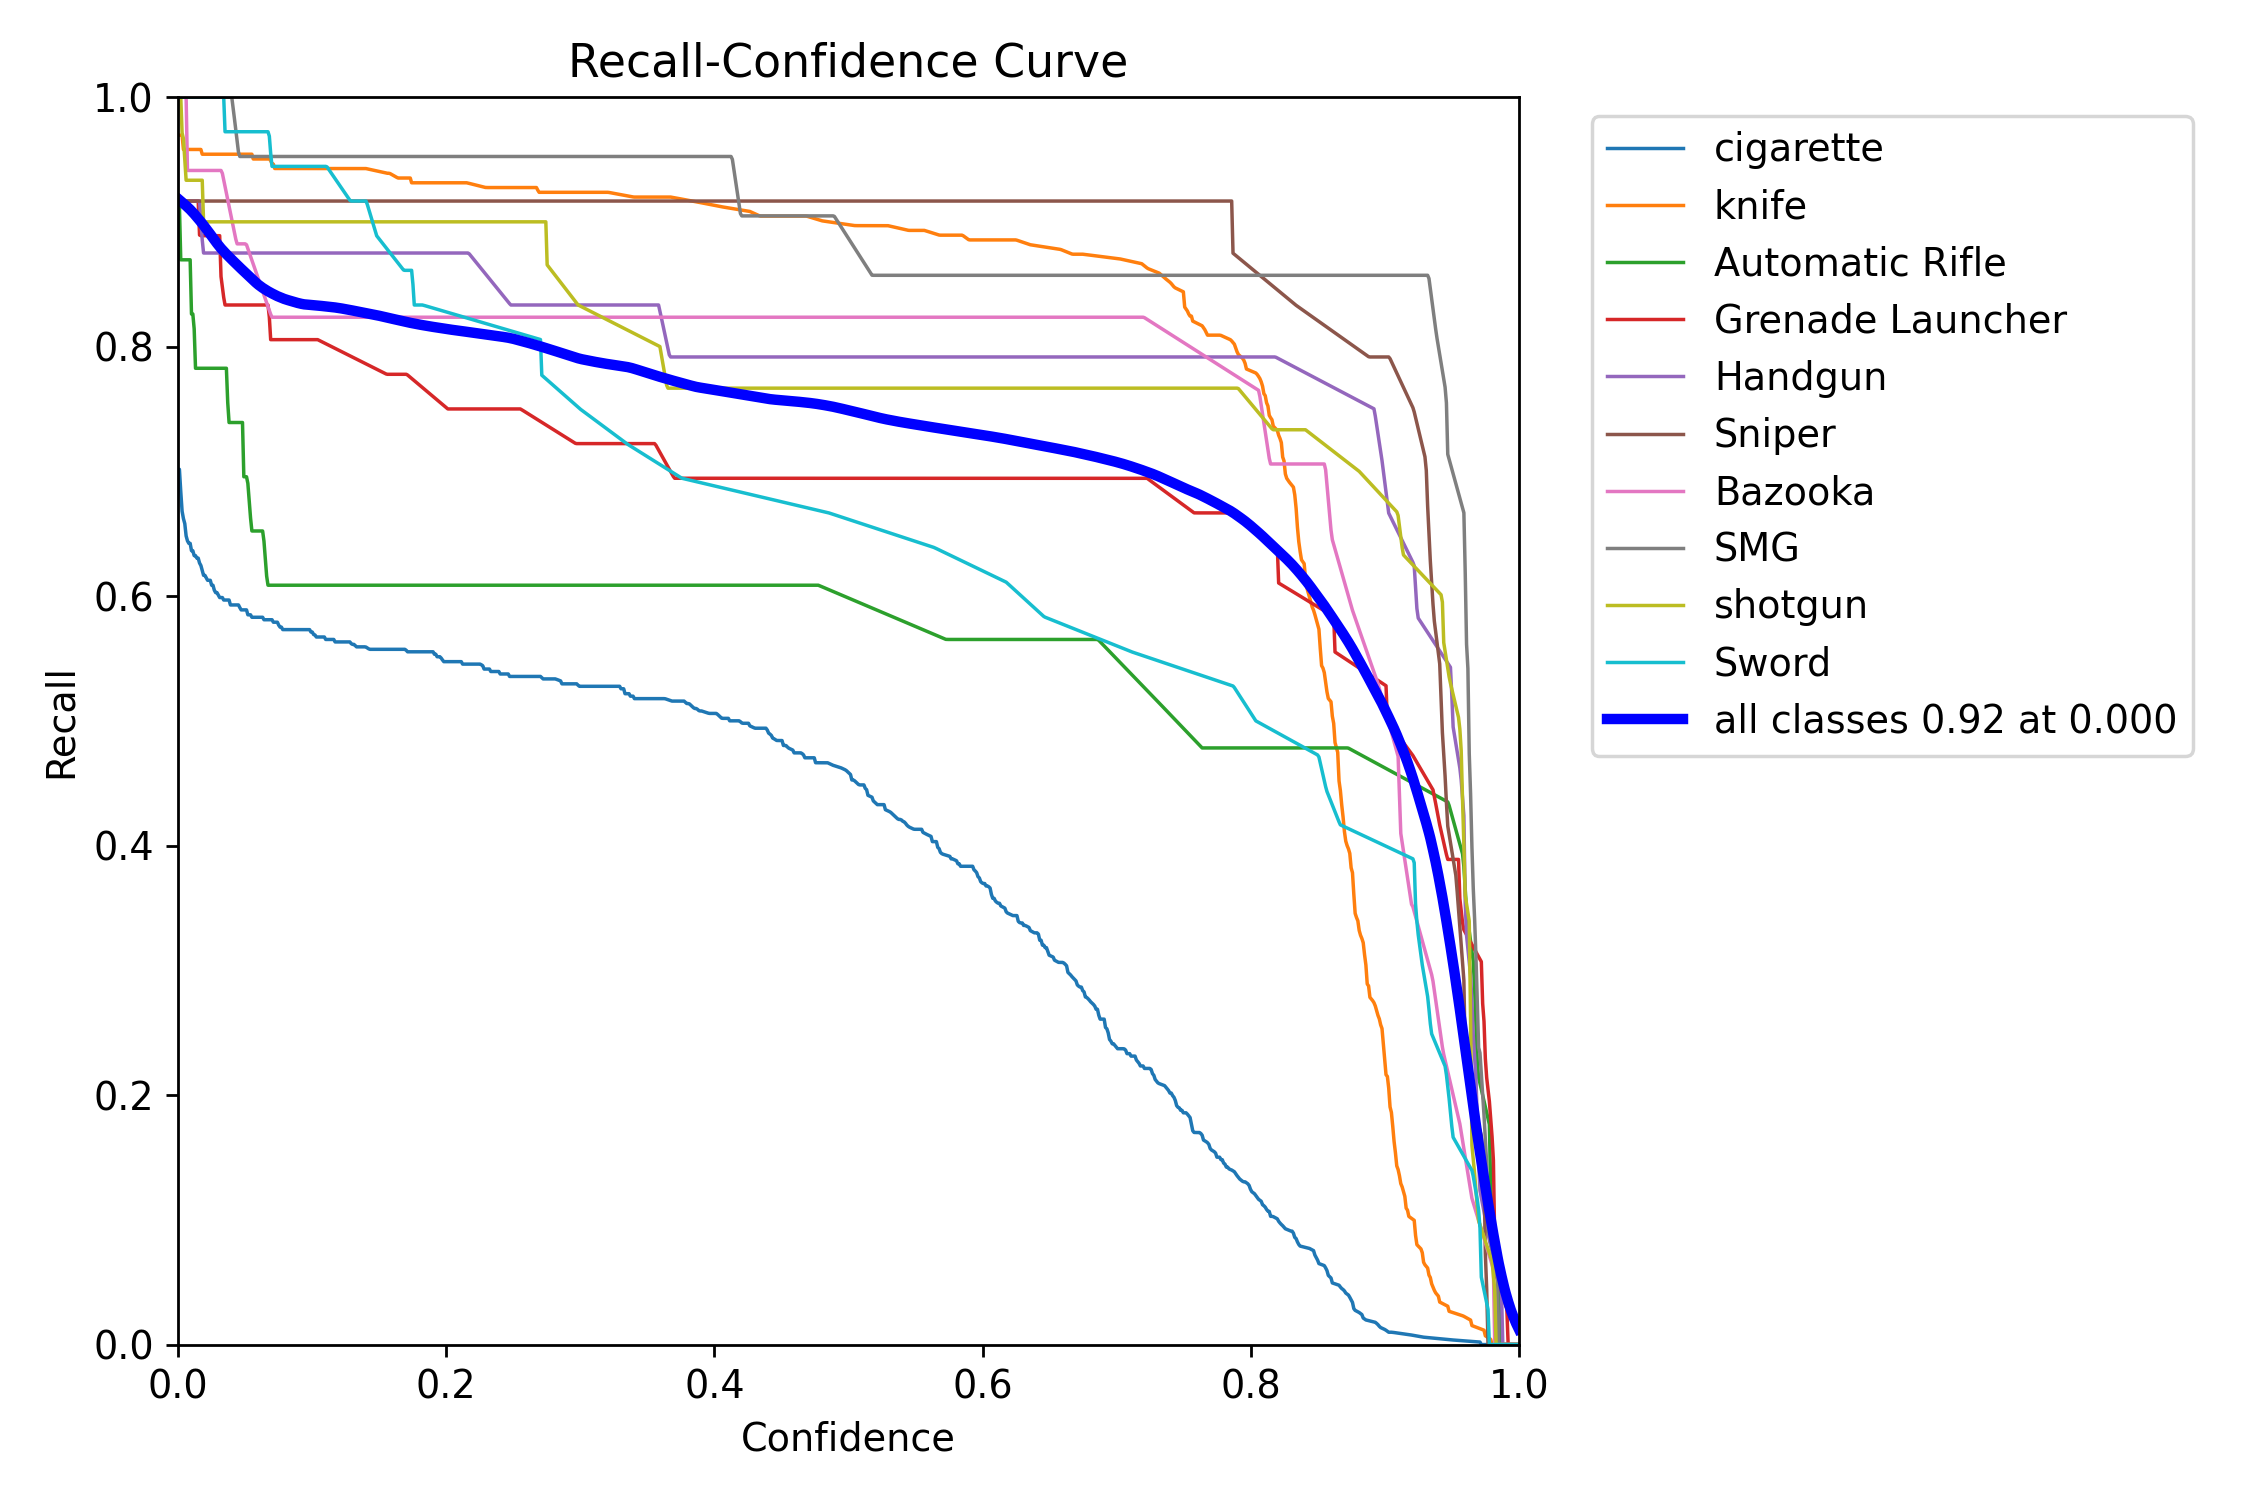 Recall-Confidence Curve
1.0
0.8
0.6
0.4
0.2
0.0
Recall
0.0 0.2 0.4 0.6 0.8 1.0
Confidence
cigarette
knife
Automatic Rifle
Grenade Launcher
Handgun
Sniper
Bazooka
SMG
shotgun
Sword
all classes 0.92 at 0.000